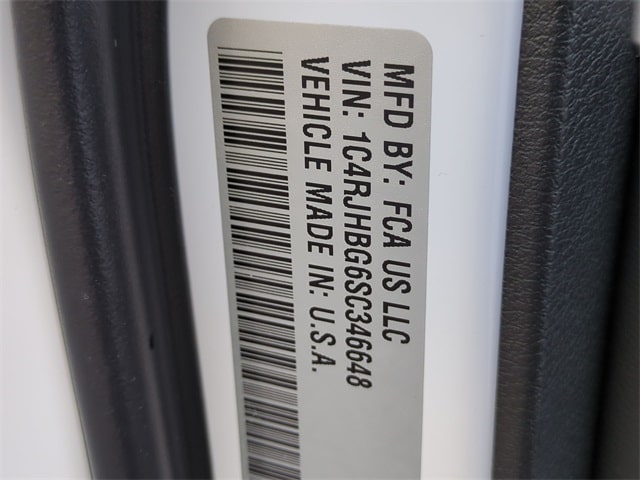 MFD BY: FCA US LLC
VIN: 1C4RJHBG6SC346648
VEHICLE MADE IN: U.S.A.